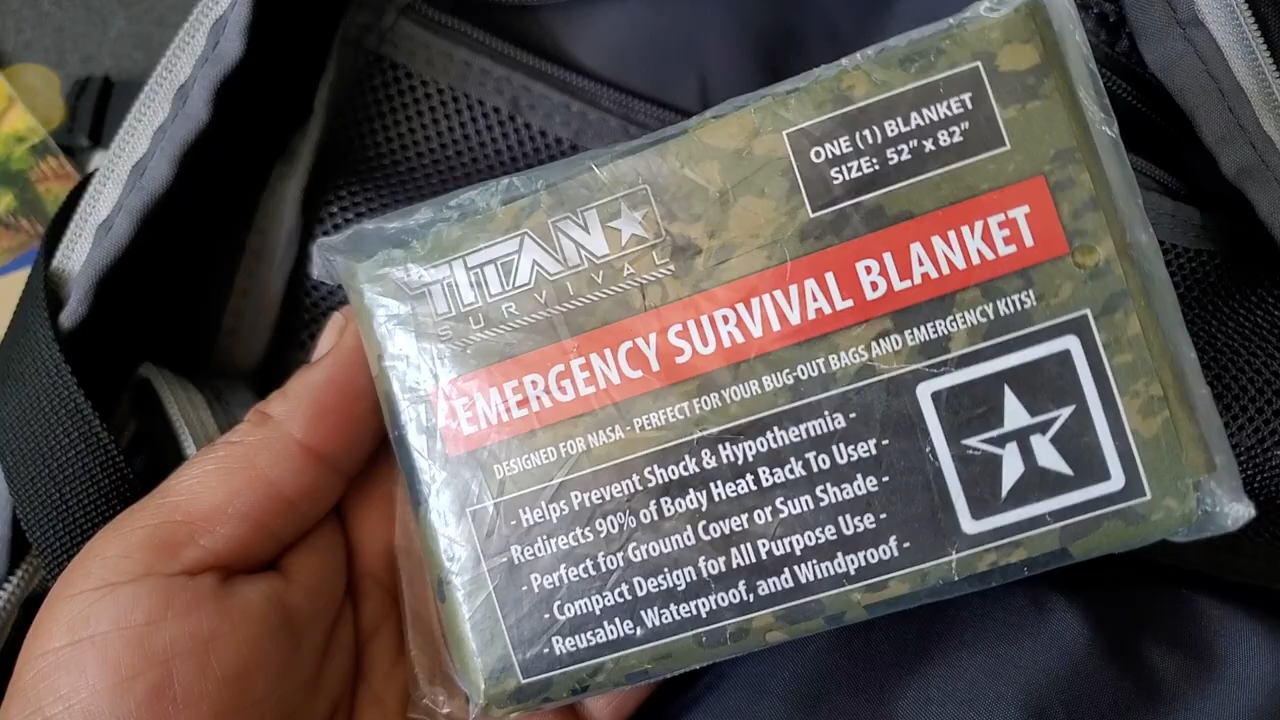 ONE (1) BLANKET
SIZE: 52" x 82"
TITAN
SURVIVAL
EMERGENCY SURVIVAL BLANKET
DESIGNED FOR NASA - PERFECT FOR YOUR BUG-OUT BAGS AND EMERGENCY KITS!
- Helps Prevent Shock & Hypothermia -
- Redirects 90% of Body Heat Back To User -
- Perfect for Ground Cover or Sun Shade -
- Compact Design for All Purpose Use -
- Reusable, Waterproof, and Windproof -